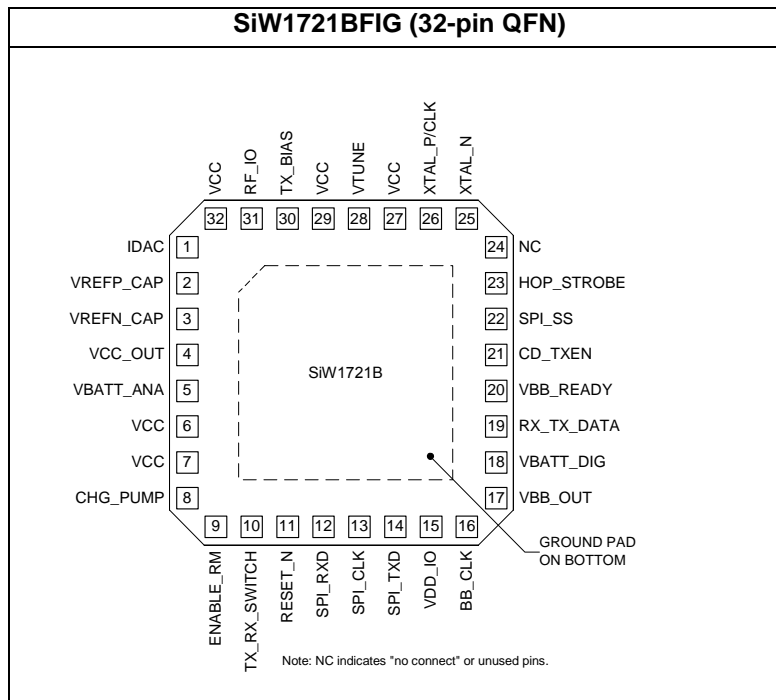 SiW1721BFIG (32-pin QFN)
VCC
RF_IO
TX_BIAS
VCC
VTUNE
VCC
XTAL_P/CLK
XTAL_N
32 31 30 29 28 27 26 25
IDAC 1
VREFP_CAP 2
VREFN_CAP 3
VCC_OUT 4
VBATT_ANA 5
VCC 6
VCC 7
CHG_PUMP 8
SiW1721B
24 NC
23 HOP_STROBE
22 SPI_SS
21 CD_TXEN
20 VBB_READY
19 RX_TX_DATA
18 VBATT_DIG
17 VBB_OUT
9 10 11 12 13 14 15 16
ENABLE_RM
TX_RX_SWITCH
RESET_N
SPI_RXD
SPI_CLK
SPI_TXD
VDD_IO
BB_CLK
GROUND PAD
ON BOTTOM
Note: NC indicates "no connect" or unused pins.